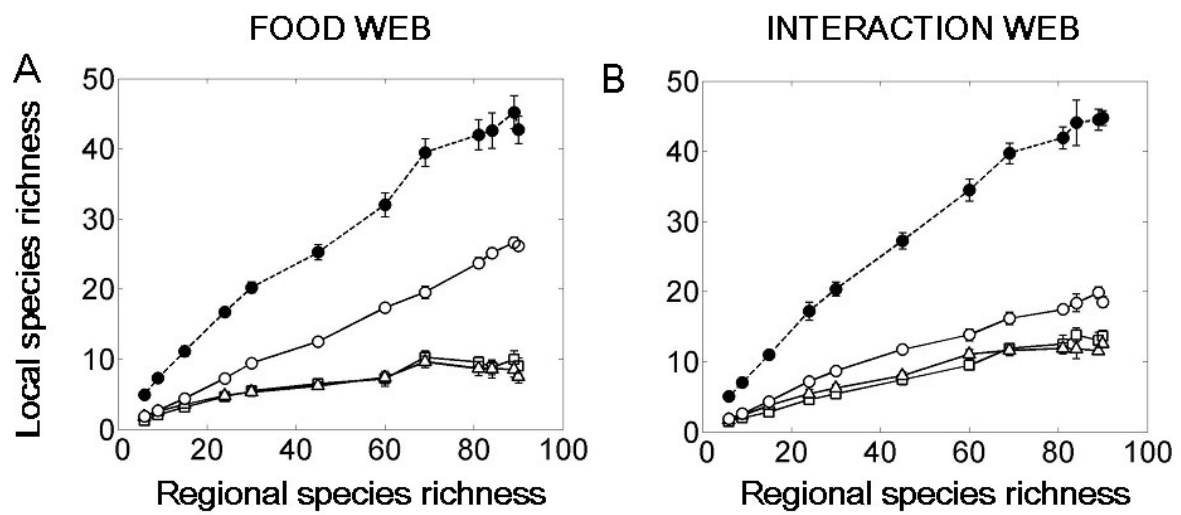 FOOD WEB
INTERACTION WEB
A
B
Local species richness
50
40
30
20
10
0
0 20 40 60 80 100
Regional species richness
50
40
30
20
10
0
0 20 40 60 80 100
Regional species richness